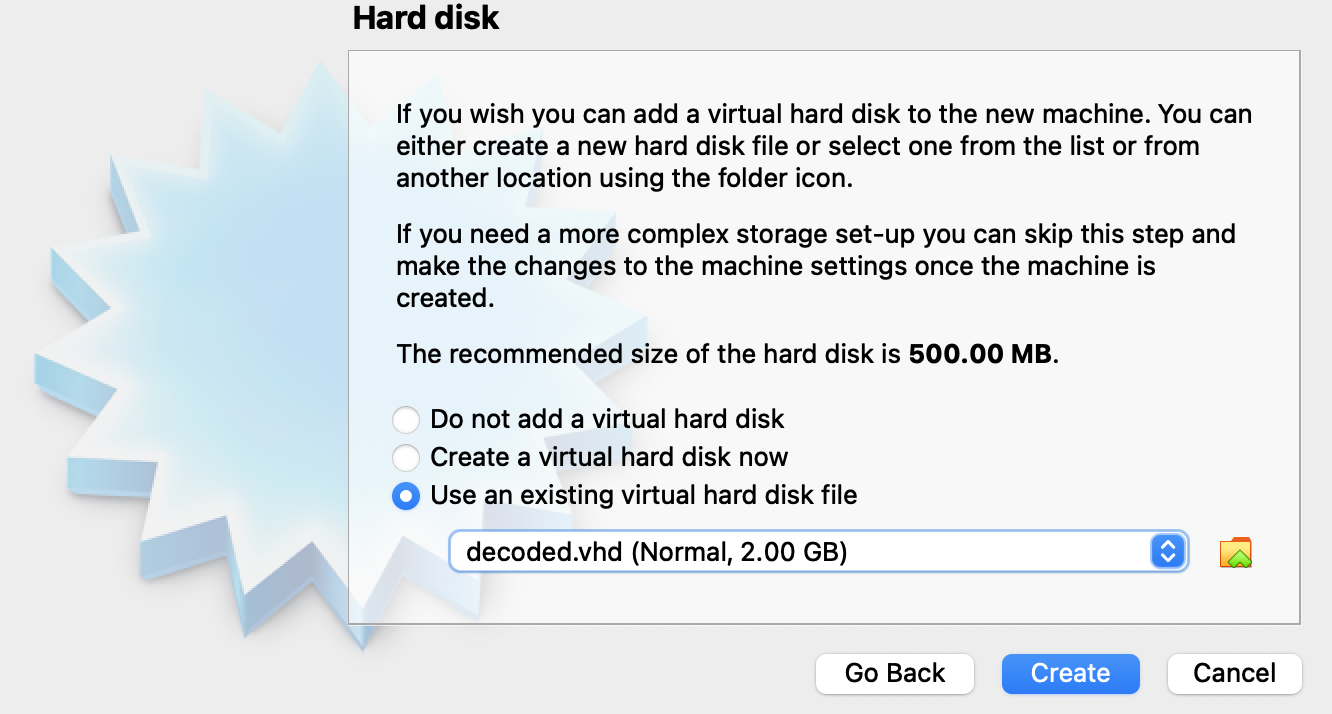 Hard disk
If you wish you can add a virtual hard disk to the new machine. You can
either create a new hard disk file or select one from the list or from
another location using the folder icon.
If you need a more complex storage set-up you can skip this step and
make the changes to the machine settings once the machine is
created.
The recommended size of the hard disk is 500.00 MB.
Do not add a virtual hard disk
Create a virtual hard disk now
Use an existing virtual hard disk file
decoded.vhd (Normal, 2.00 GB)
Go Back Create Cancel